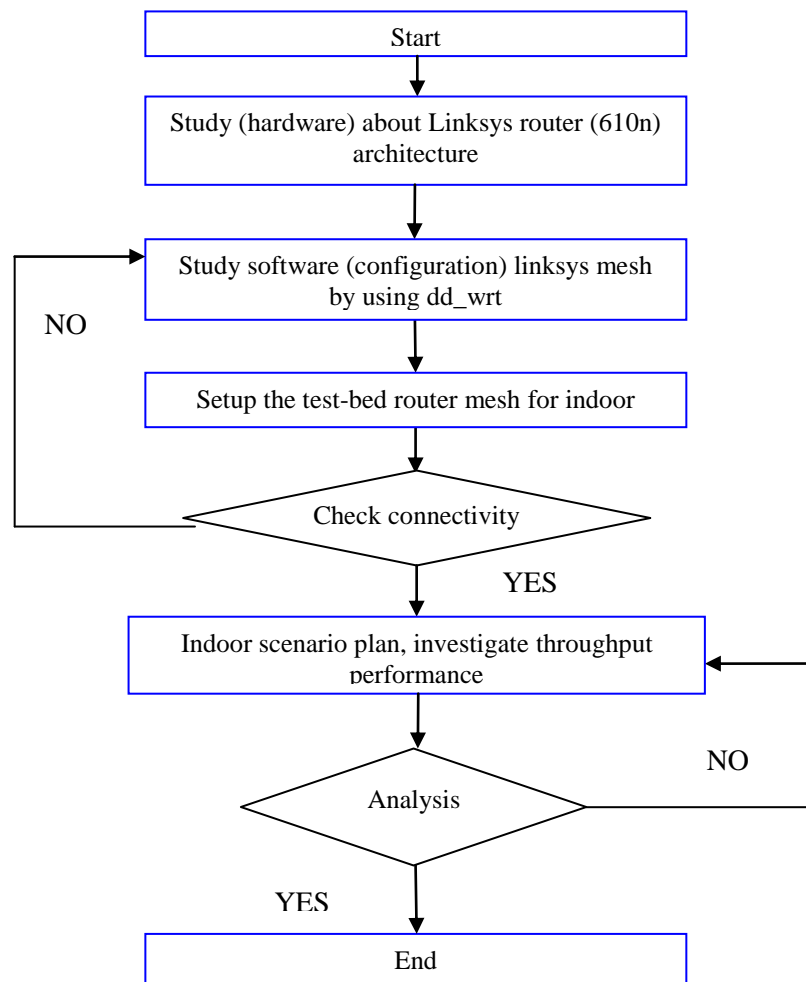 Start
Study (hardware) about Linksys router (610n)
architecture
Study software (configuration) linksys mesh
by using dd_wrt
NO
Setup the test-bed router mesh for indoor
Check connectivity
YES
Indoor scenario plan, investigate throughput
performance
NO
Analysis
YES
End